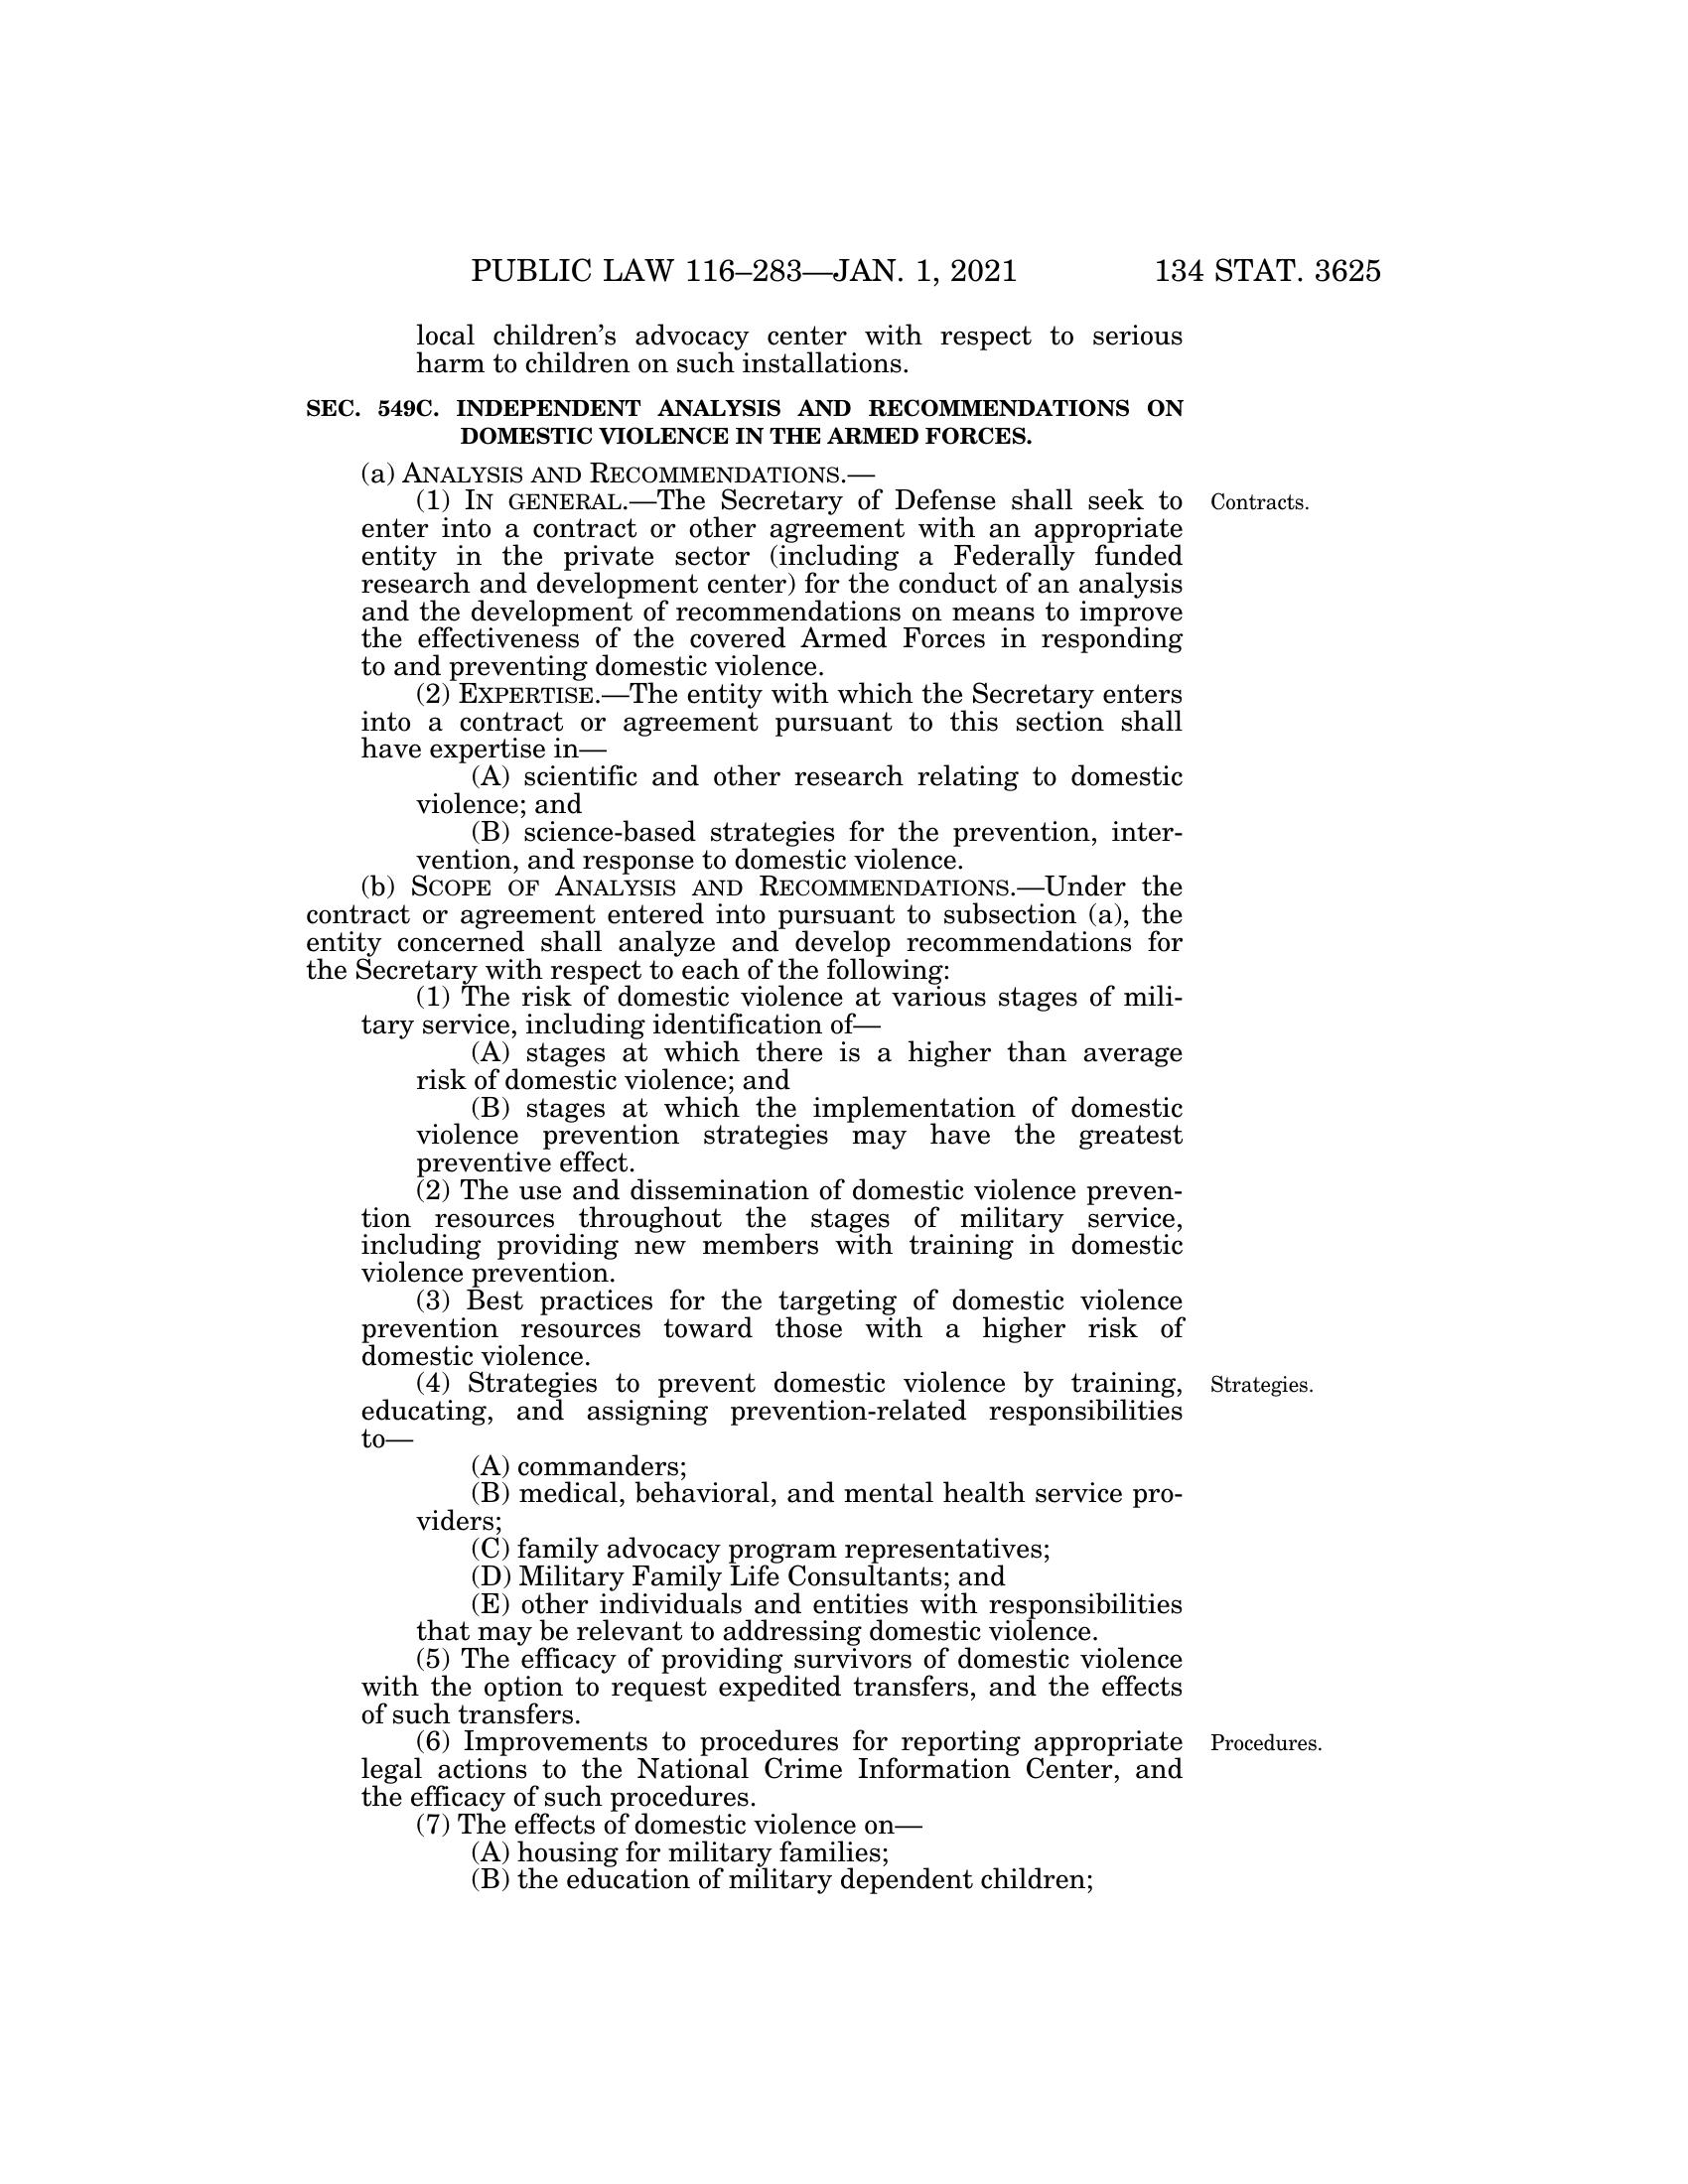 PUBLIC LAW 116–283—JAN. 1, 2021 134 STAT. 3625
local children's advocacy center with respect to serious
harm to children on such installations.
SEC. 549C. INDEPENDENT ANALYSIS AND RECOMMENDATIONS ON
DOMESTIC VIOLENCE IN THE ARMED FORCES.
(a) ANALYSIS AND RECOMMENDATIONS.—
(1) IN GENERAL.—The Secretary of Defense shall seek to Contracts.
enter into a contract or other agreement with an appropriate
entity in the private sector (including a Federally funded
research and development center) for the conduct of an analysis
and the development of recommendations on means to improve
the effectiveness of the covered Armed Forces in responding
to and preventing domestic violence.
(2) EXPERTISE.—The entity with which the Secretary enters
into a contract or agreement pursuant to this section shall
have expertise in—
(A) scientific and other research relating to domestic
violence; and
(B) science-based strategies for the prevention, inter-
vention, and response to domestic violence.
(b) SCOPE OF ANALYSIS AND RECOMMENDATIONS.—Under the
contract or agreement entered into pursuant to subsection (a), the
entity concerned shall analyze and develop recommendations for
the Secretary with respect to each of the following:
(1) The risk of domestic violence at various stages of mili-
tary service, including identification of—
(A) stages at which there is a higher than average
risk of domestic violence; and
(B) stages at which the implementation of domestic
violence prevention strategies may have the greatest
preventive effect.
(2) The use and dissemination of domestic violence preven-
tion resources throughout the stages of military service,
including providing new members with training in domestic
violence prevention.
(3) Best practices for the targeting of domestic violence
prevention resources toward those with a higher risk of
domestic violence.
(4) Strategies to prevent domestic violence by training, Strategies.
educating, and assigning prevention-related responsibilities
to—
(A) commanders;
(B) medical, behavioral, and mental health service pro-
viders;
(C) family advocacy program representatives;
(D) Military Family Life Consultants; and
(E) other individuals and entities with responsibilities
that may be relevant to addressing domestic violence.
(5) The efficacy of providing survivors of domestic violence
with the option to request expedited transfers, and the effects
of such transfers.
(6) Improvements to procedures for reporting appropriate Procedures.
legal actions to the National Crime Information Center, and
the efficacy of such procedures.
(7) The effects of domestic violence on—
(A) housing for military families;
(B) the education of military dependent children;